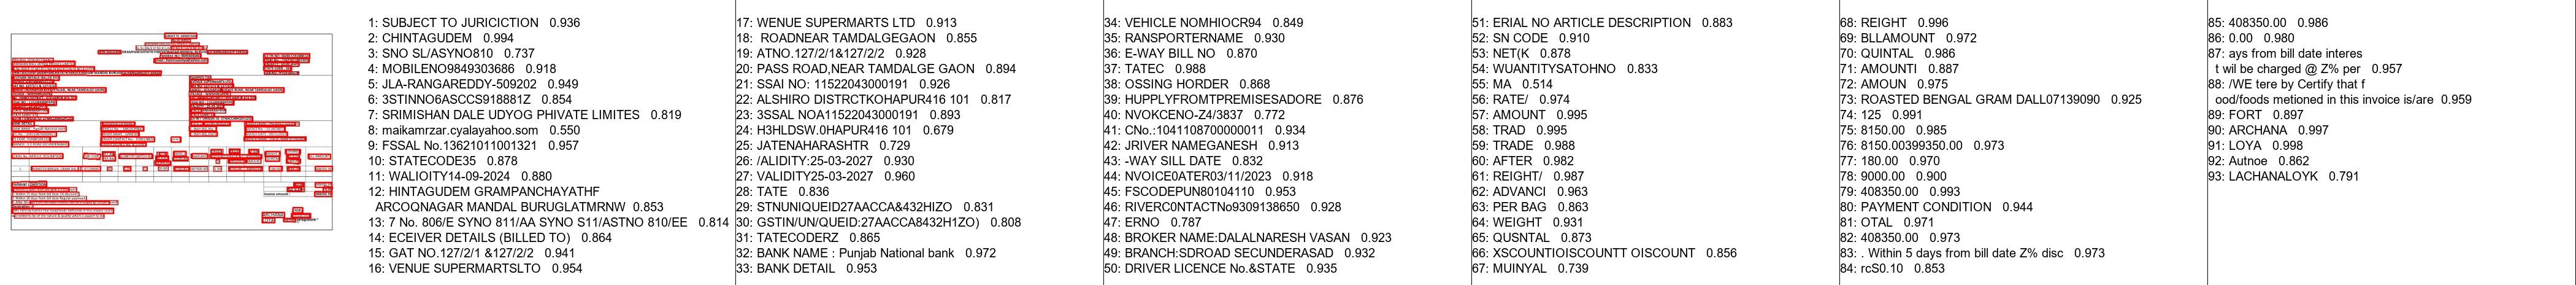 1: SUBJECT TO JURICICTION 0.936
2: CHINTAGUDEM 0.994
3: SNO SL/ASYNO810 0.737
4: MOBILENO9849303686 0.918
5: JLELA-RANGAREDDY-509202 0.949
6: 3STINNO6ASCCS918881Z 0.854
7: SRIMISHAN DALE UDYOG PHIVATE LIMITES 0.819
8: maikamrzar.cyalayahoo.som 0.550
9: FSSAL No.136210110001321 0.957
10: STATECODE35 0.878
11: WALIOITY14-09-2024 0.880
12: HINTAGUDEM GRAMPANCHAYATHF
ARCOQNAGAR MANDAL BURUGLATMRNW 0.853
13: 7 No. 806/E SYNO 811/AA SYNO S11/ASTNO 810/EE 0.814
14: ECEIVER DETAILS (BILLED TO) 0.864
15: GAT NO.127/2/1 &127/2/2 0.941
16: VENUE SUPERMARTSLTO 0.954
17: WENUE SUPERMARTS LTD 0.913
18: ROADNEAR TAMDALGEGAON 0.855
19: ATNO.127/2/1&127/2/2 0.928
20: PASS ROAD,NEAR TAMDALGE GAON 0.894
21: SSAI NO: 11522043000191 0.926
22: ALSHIRO DISTRCTKOHAPUR416 101 0.817
23: 3SSAL NOA11522043000191 0.893
24: H3HLDSW.0HAPUR416 101 0.679
25: JATENAHARASHTR 0.729
26: /ALIDITY:25-03-2027 0.930
27: VALIDITY25-03-2027 0.960
28: TATE 0.836
29: STNUNIQUEID27AACCA&432HIZO 0.831
30: GSTIN/UN/QUEID:27AACCA8432H1ZO) 0.808
31: TATECODERZ 0.865
32: BANK NAME : Punjab National bank 0.972
33: BANK DETAIL 0.953
34: VEHICLE NOMHIOCR94 0.849
35: RANSPORTERNAME 0.930
36: E-WAY BILL NO 0.870
37: TATEC 0.988
38: OSSING HORDER 0.868
39: HUPPLYFROMTPREMISESADORE 0.876
40: NVOKCENO-Z4/3837 0.772
41: CNo.:1041108700000011 0.934
42: JRIVER NAMEGANESH 0.913
43: -WAY SILL DATE 0.832
44: NVOICE0ATER03/11/2023 0.918
45: FSCODEPUN80104110 0.953
46: RIVERC0NTACTNo9309138650 0.928
47: ERNO 0.787
48: BROKER NAME:DALALNARESH VASAN 0.923
49: BRANCH:SDROAD SECUNDERASAD 0.932
50: DRIVER LICENCE No.&STATE 0.935
51: ERIAL NO ARTICLE DESCRIPTION 0.883
52: SN CODE 0.910
53: NET(K 0.878
54: WUANTITYSATOHNO 0.833
55: MA 0.514
56: RATE/ 0.974
57: AMOUNT 0.995
58: TRAD 0.995
59: TRADE 0.988
60: AFTER 0.982
61: REIGHT/ 0.987
62: ADVANCI 0.963
63: PER BAG 0.863
64: WEIGHT 0.931
65: QUSNTAL 0.873
66: XSCOUNTIOISCOUNTT OISCOUNT 0.856
67: MUINYAL 0.739
68: REIGHT 0.996
69: BLLAMOUNT 0.972
70: QUINTAL 0.986
71: AMOUNTI 0.887
72: AMOUN 0.975
73: ROASTED BENGAL GRAM DALL07139090 0.925
74: 125 0.991
75: 8150.00 0.985
76: 8150.00399350.00 0.973
77: 180.00 0.970
78: 9000.00 0.900
79: 408350.00 0.993
80: PAYMENT CONDITION 0.944
81: OTAL 0.971
82: 408350.00 0.973
83: . Within 5 days from bill date Z% disc 0.973
84: rcS0.10 0.853
85: 408350.00 0.986
86: 0.00 0.980
87: ays from bill date interes
t wil be charged @ Z% per 0.957
88: /WE tere by Certify that f
ood/foods metioned in this invoice is/are 0.959
89: FORT 0.897
90: ARCHANA 0.997
91: LOYA 0.998
92: Autnoe 0.862
93: LACHANALOYK 0.791